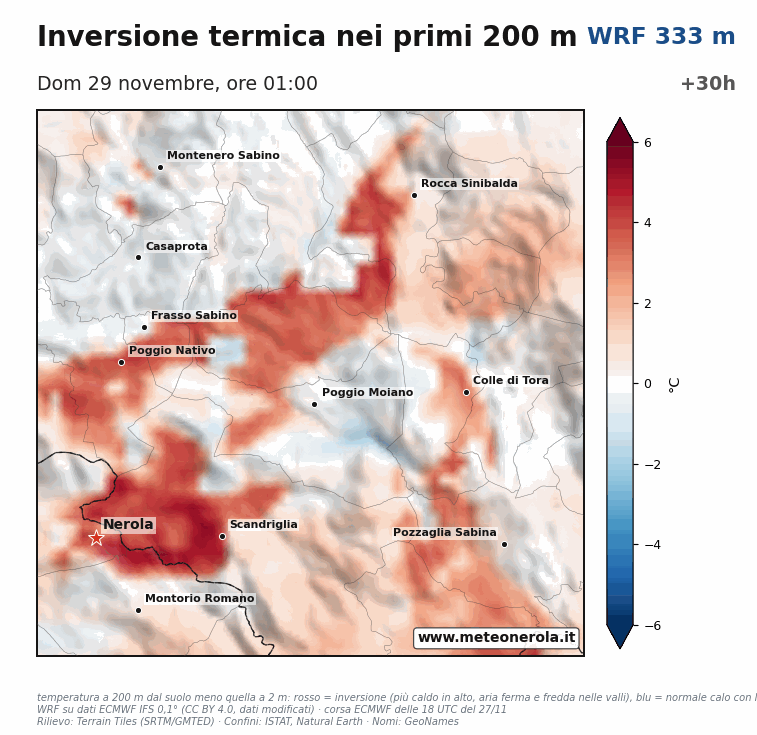 Inversione termica nei primi 200 m WRF 333 m
Dom 29 novembre, ore 01:00 +30h
Montenero Sabino
Rocca Sinibalda
Casaprota
Frasso Sabino
Poggio Nativo
Colle di Tora
Poggio Moiano
Nerola
Scandriglia
Pozzaglia Sabina
Montorio Romano
www.meteonerola.it
6
4
2
0
−2
−4
−6
°C
temperatura a 200 m dal suolo meno quella a 2 m: rosso = inversione (più caldo in alto, aria ferma e fredda nelle valli), blu = normale calo con l
WRF su dati ECMWF IFS 0,1° (CC BY 4.0, dati modificati) · corsa ECMWF delle 18 UTC del 27/11
Rilievo: Terrain Tiles (SRTM/GMTED) · Confini: ISTAT, Natural Earth · Nomi: GeoNames